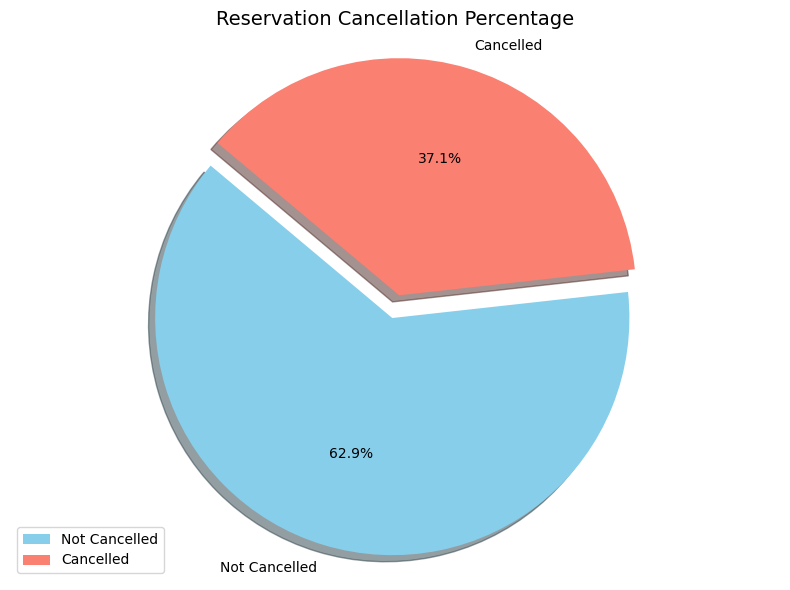 Reservation Cancellation Percentage
Cancelled
37.1%
62.9%
Not Cancelled
Not Cancelled
Cancelled